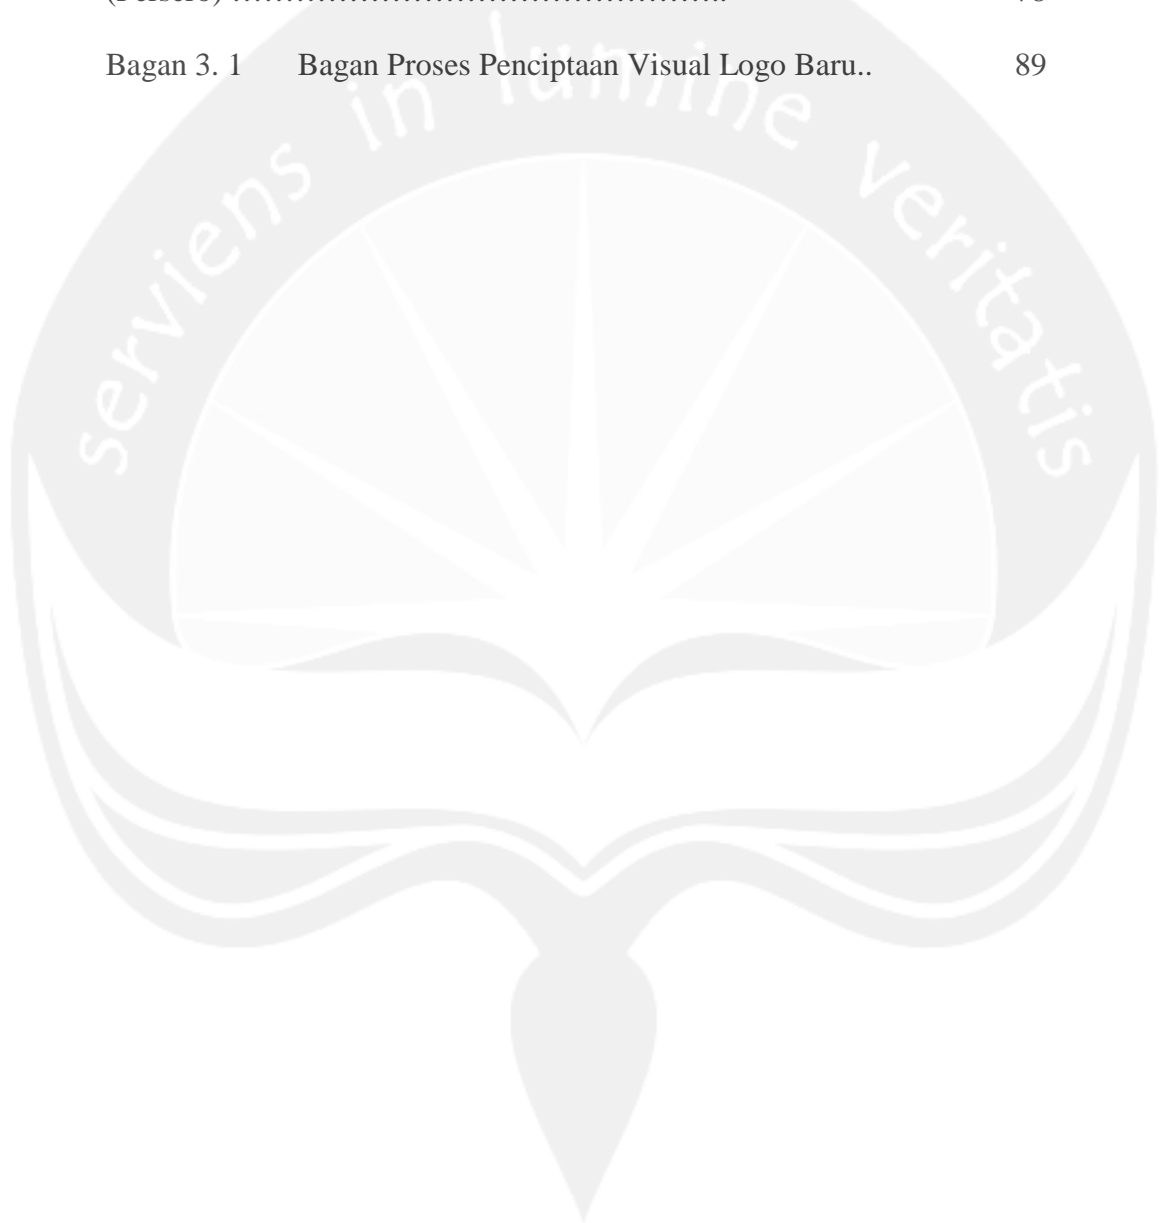 Bagan 3. 1 Bagan Proses Penciptaan Visual Logo Baru.. 89
serviens in lumine veritatis